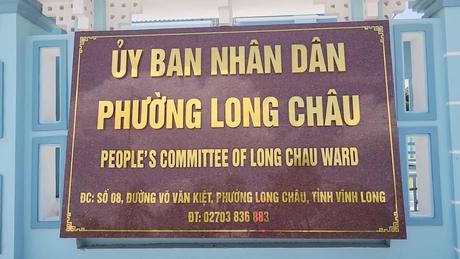 ỦY BAN NHÂN DÂN
PHƯỜNG LONG CHÂU
PEOPLE'S COMMITTEE OF LONG CHAU WARD
ĐC: SỐ 08, ĐƯỜNG VÕ VĂN KIỆT, PHƯỜNG LONG CHÂU, TỈNH VĨNH LONG
ĐT: 02703 836 883